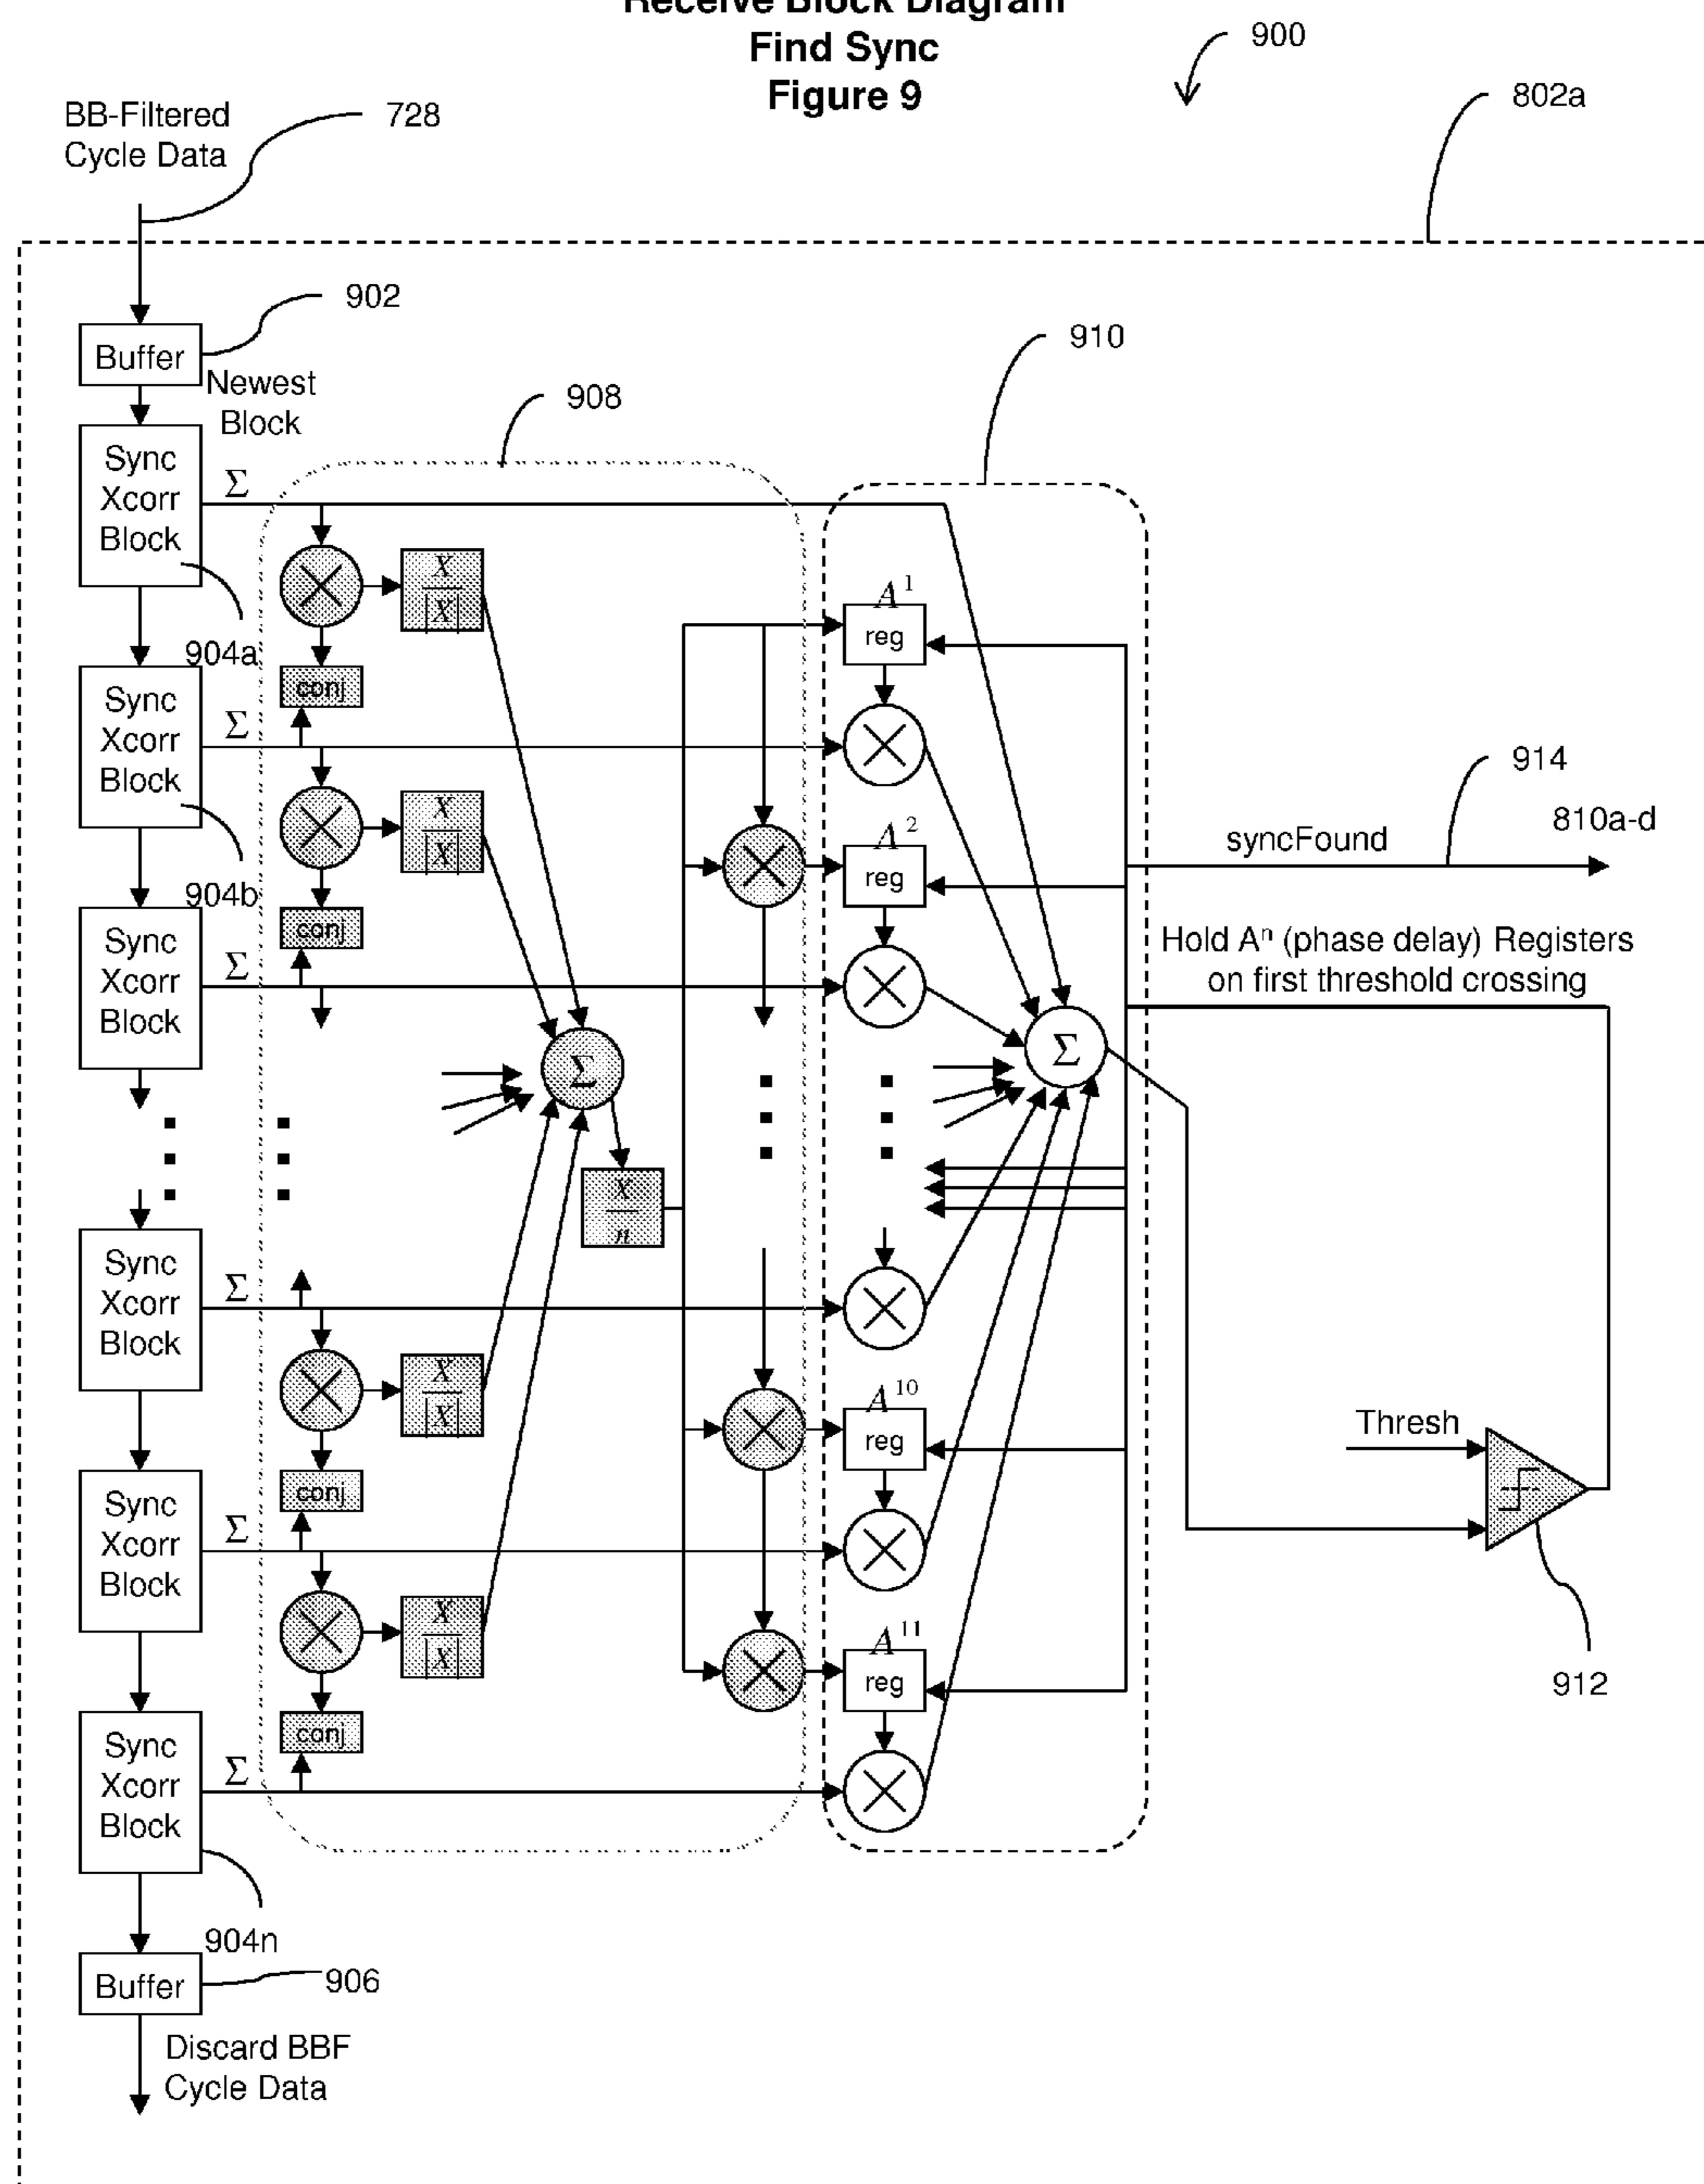 Receive Block Diagram
Find Sync
Figure 9
900
802a
BB-Filtered
Cycle Data
728
902
Buffer
Newest
Block
908
910
Sync
Xcorr
Block
Σ
X
|X|
A1
reg
904a
conj
Sync
Xcorr
Block
Σ
X
|X|
914
810a-d
syncFound
A2
reg
904b
conj
Sync
Xcorr
Block
Σ
Hold An (phase delay) Registers
on first threshold crossing
Σ
Σ
X
n
Sync
Xcorr
Block
Σ
X
|X|
A10
reg
Thresh
conj
Sync
Xcorr
Block
Σ
X
|X|
A11
reg
912
conj
Sync
Xcorr
Block
Σ
904n
Buffer
906
Discard BBF
Cycle Data